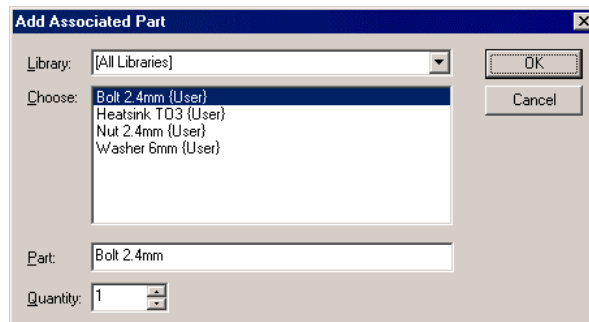 Add Associated Part
Library: [All Libraries] OK
Choose: Bolt 2.4mm {User} Cancel
Heatsink TO3 {User}
Nut 2.4mm {User}
Washer 6mm {User}
Part: Bolt 2.4mm
Quantity: 1